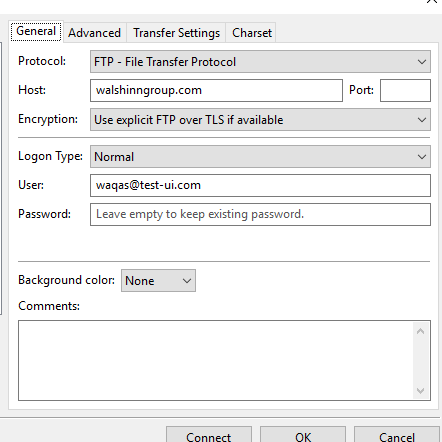 General Advanced Transfer Settings Charset
Protocol: FTP - File Transfer Protocol
Host: walshinngroup.com Port:
Encryption: Use explicit FTP over TLS if available
Logon Type: Normal
User: waqas@test-ui.com
Password: Leave empty to keep existing password.
Background color: None
Comments:
Connect OK Cancel